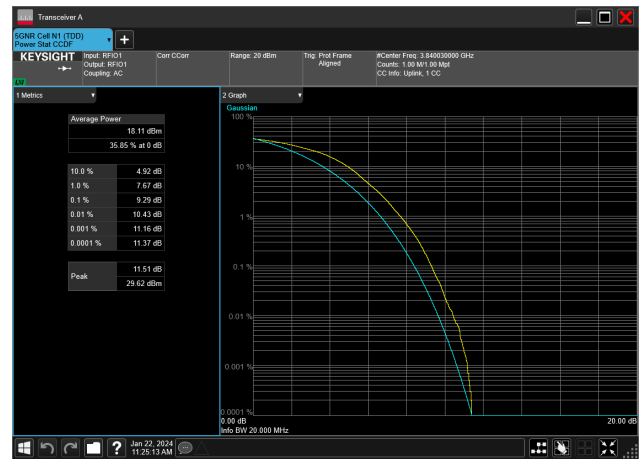 Transceiver A
5GNR Cell N1 (TDD)
Power Stat CCDF
KEYSIGHT
Input: RFIO1
Output: RFIO1
Coupling: AC
Corr CCorr
Range: 20 dBm
Trig: Prot Frame
Aligned
#Center Freq: 3.840030000 GHz
Counts: 1.00 M/1.00 Mpt
CC Info: Uplink, 1 CC
LXI
1 Metrics
Average Power
18.11 dBm
35.85 % at 0 dB
10.0 % 4.92 dB
1.0 % 7.67 dB
0.1 % 9.29 dB
0.01 % 10.43 dB
0.001 % 11.16 dB
0.0001 % 11.37 dB
Peak
11.51 dB
29.62 dBm
2 Graph
Gaussian
100 %
10 %
1 %
0.1 %
0.01 %
0.001 %
0.0001 %
0.00 dB
20.00 dB
Info BW 20.000 MHz
Jan 22, 2024
11:25:13 AM